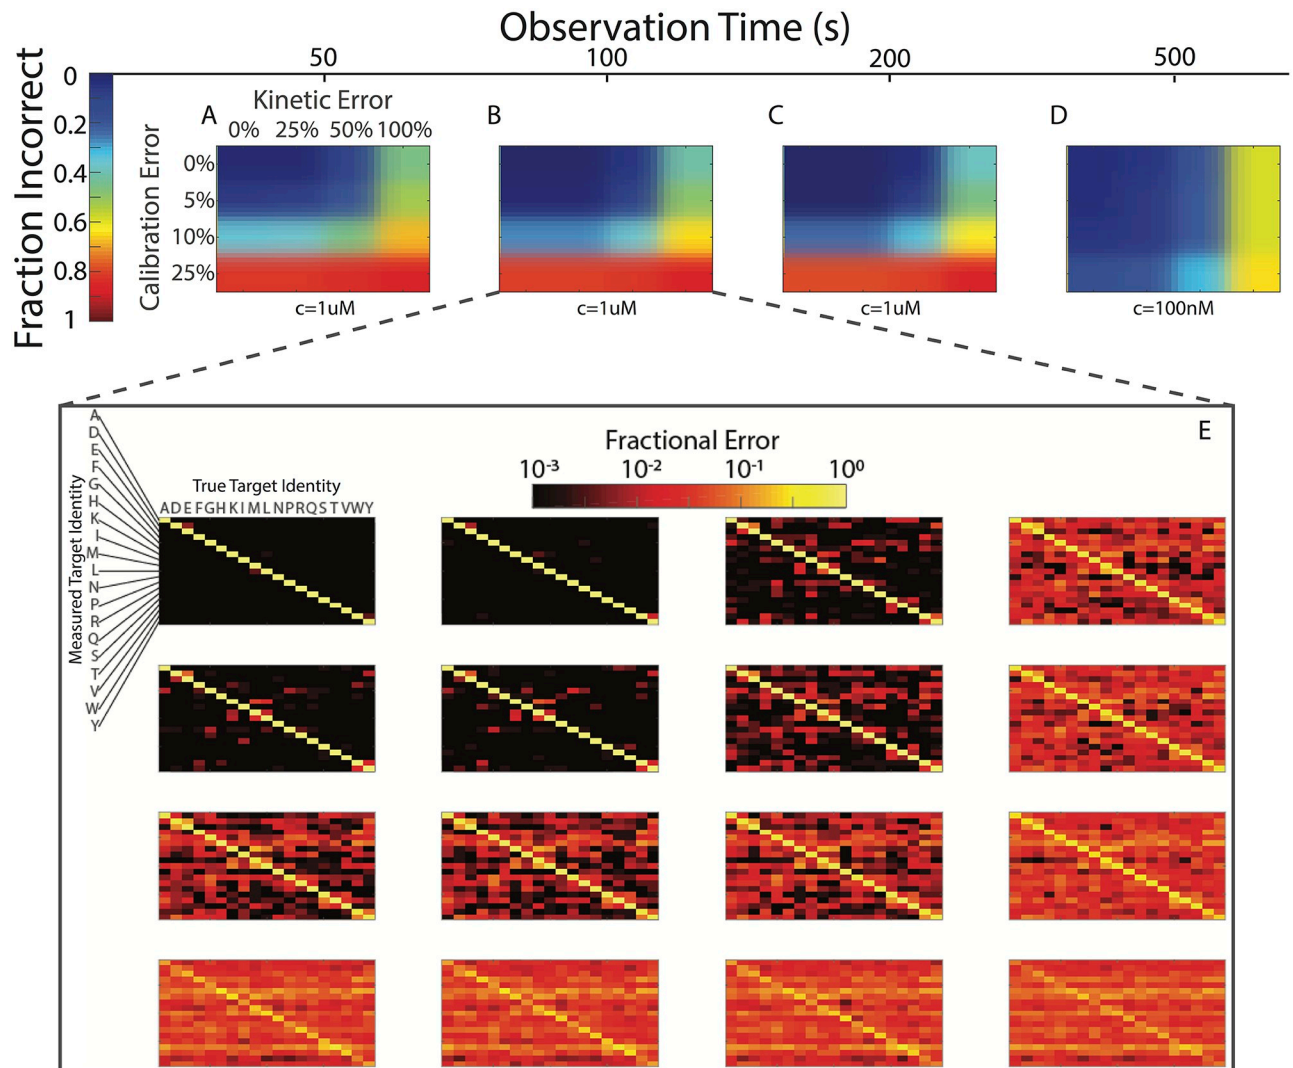 Observation Time (s)
50 100 200 500
Fraction Incorrect
0
0.2
0.4
0.6
0.8
1
A B C D
Kinetic Error
0% 25% 50% 100%
Calibration Error
0%
5%
10%
25%
c=1uM c=1uM c=1uM c=100nM
E
Fractional Error
10⁻³ 10⁻² 10⁻¹ 10⁰
True Target Identity
A D E F G H K I M L N P R Q S T V W Y
Measured Target Identity
A
D
E
F
G
H
K
I
M
L
N
P
R
Q
S
T
V
W
Y